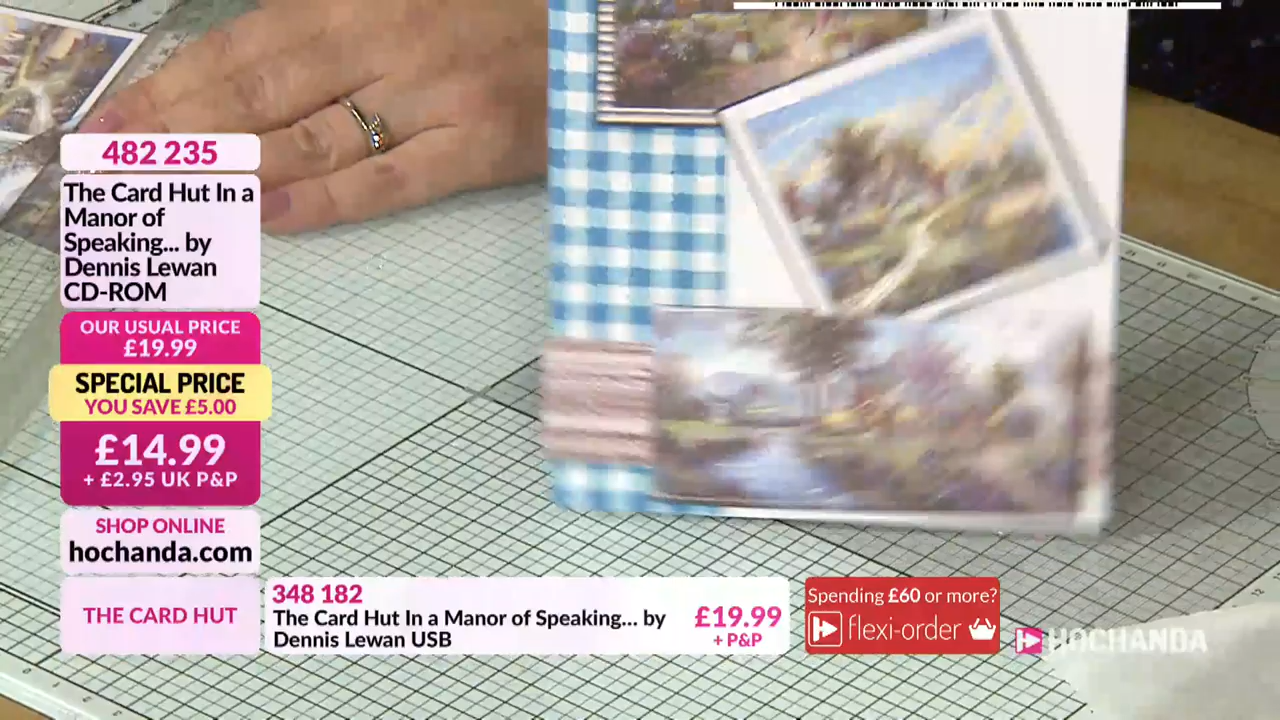 482 235
The Card Hut In a
Manor of
Speaking... by
Dennis Lewan
CD-ROM
OUR USUAL PRICE
£19.99
SPECIAL PRICE
YOU SAVE £5.00
£14.99
+ £2.95 UK P&P
SHOP ONLINE
hochanda.com
THE CARD HUT
348 182
The Card Hut In a Manor of Speaking... by
Dennis Lewan USB
£19.99
+ P&P
Spending £60 or more?
flexi-order
HOCHANDA